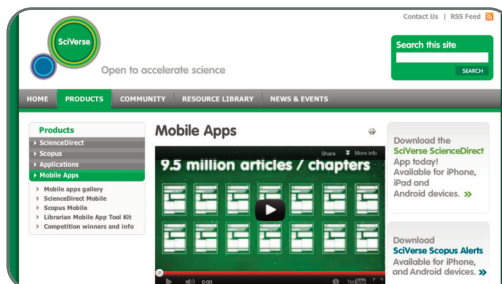 Contact Us | RSS Feed
SciVerse
Open to accelerate science
Search this site
SEARCH
HOME PRODUCTS COMMUNITY RESOURCE LIBRARY NEWS & EVENTS
Products
ScienceDirect
Scopus
Applications
Mobile Apps
Mobile apps gallery
ScienceDirect Mobile
Scopus Mobile
Librarian Mobile App Tool Kit
Competition winners and info
Mobile Apps
Share More info
9.5 million articles / chapters
0:00
Download the
SciVerse ScienceDirect
App today!
Available for iPhone,
iPad and
Android devices. »
Download
SciVerse Scopus Alerts
Available for iPhone,
and Android devices. »